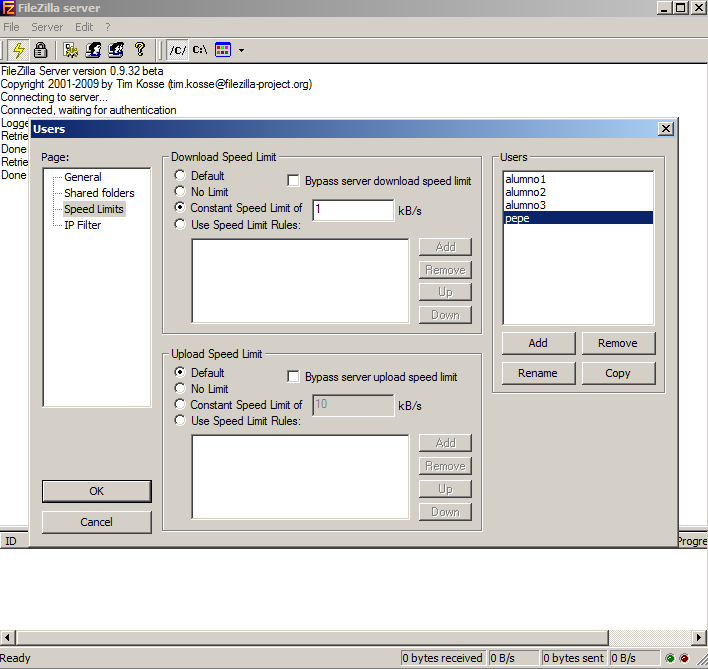 FileZilla server
File Server Edit ?
/C/ C:\
FileZilla Server version 0.9.32 beta
Copyright 2001-2009 by Tim Kosse (tim.kosse@filezilla-project.org)
Connecting to server...
Connected, waiting for authentication
Logge
Retrie
Done
Retrie
Done
Users
Page:
General
Shared folders
Speed Limits
IP Filter
OK
Cancel
Download Speed Limit
Default
Bypass server download speed limit
No Limit
Constant Speed Limit of 1 kB/s
Use Speed Limit Rules:
Add
Remove
Up
Down
Upload Speed Limit
Default
Bypass server upload speed limit
No Limit
Constant Speed Limit of 10 kB/s
Use Speed Limit Rules:
Add
Remove
Up
Down
Users
alumno1
alumno2
alumno3
pepe
Add Remove
Rename Copy
ID Progre
Ready 0 bytes received 0 B/s 0 bytes sent 0 B/s